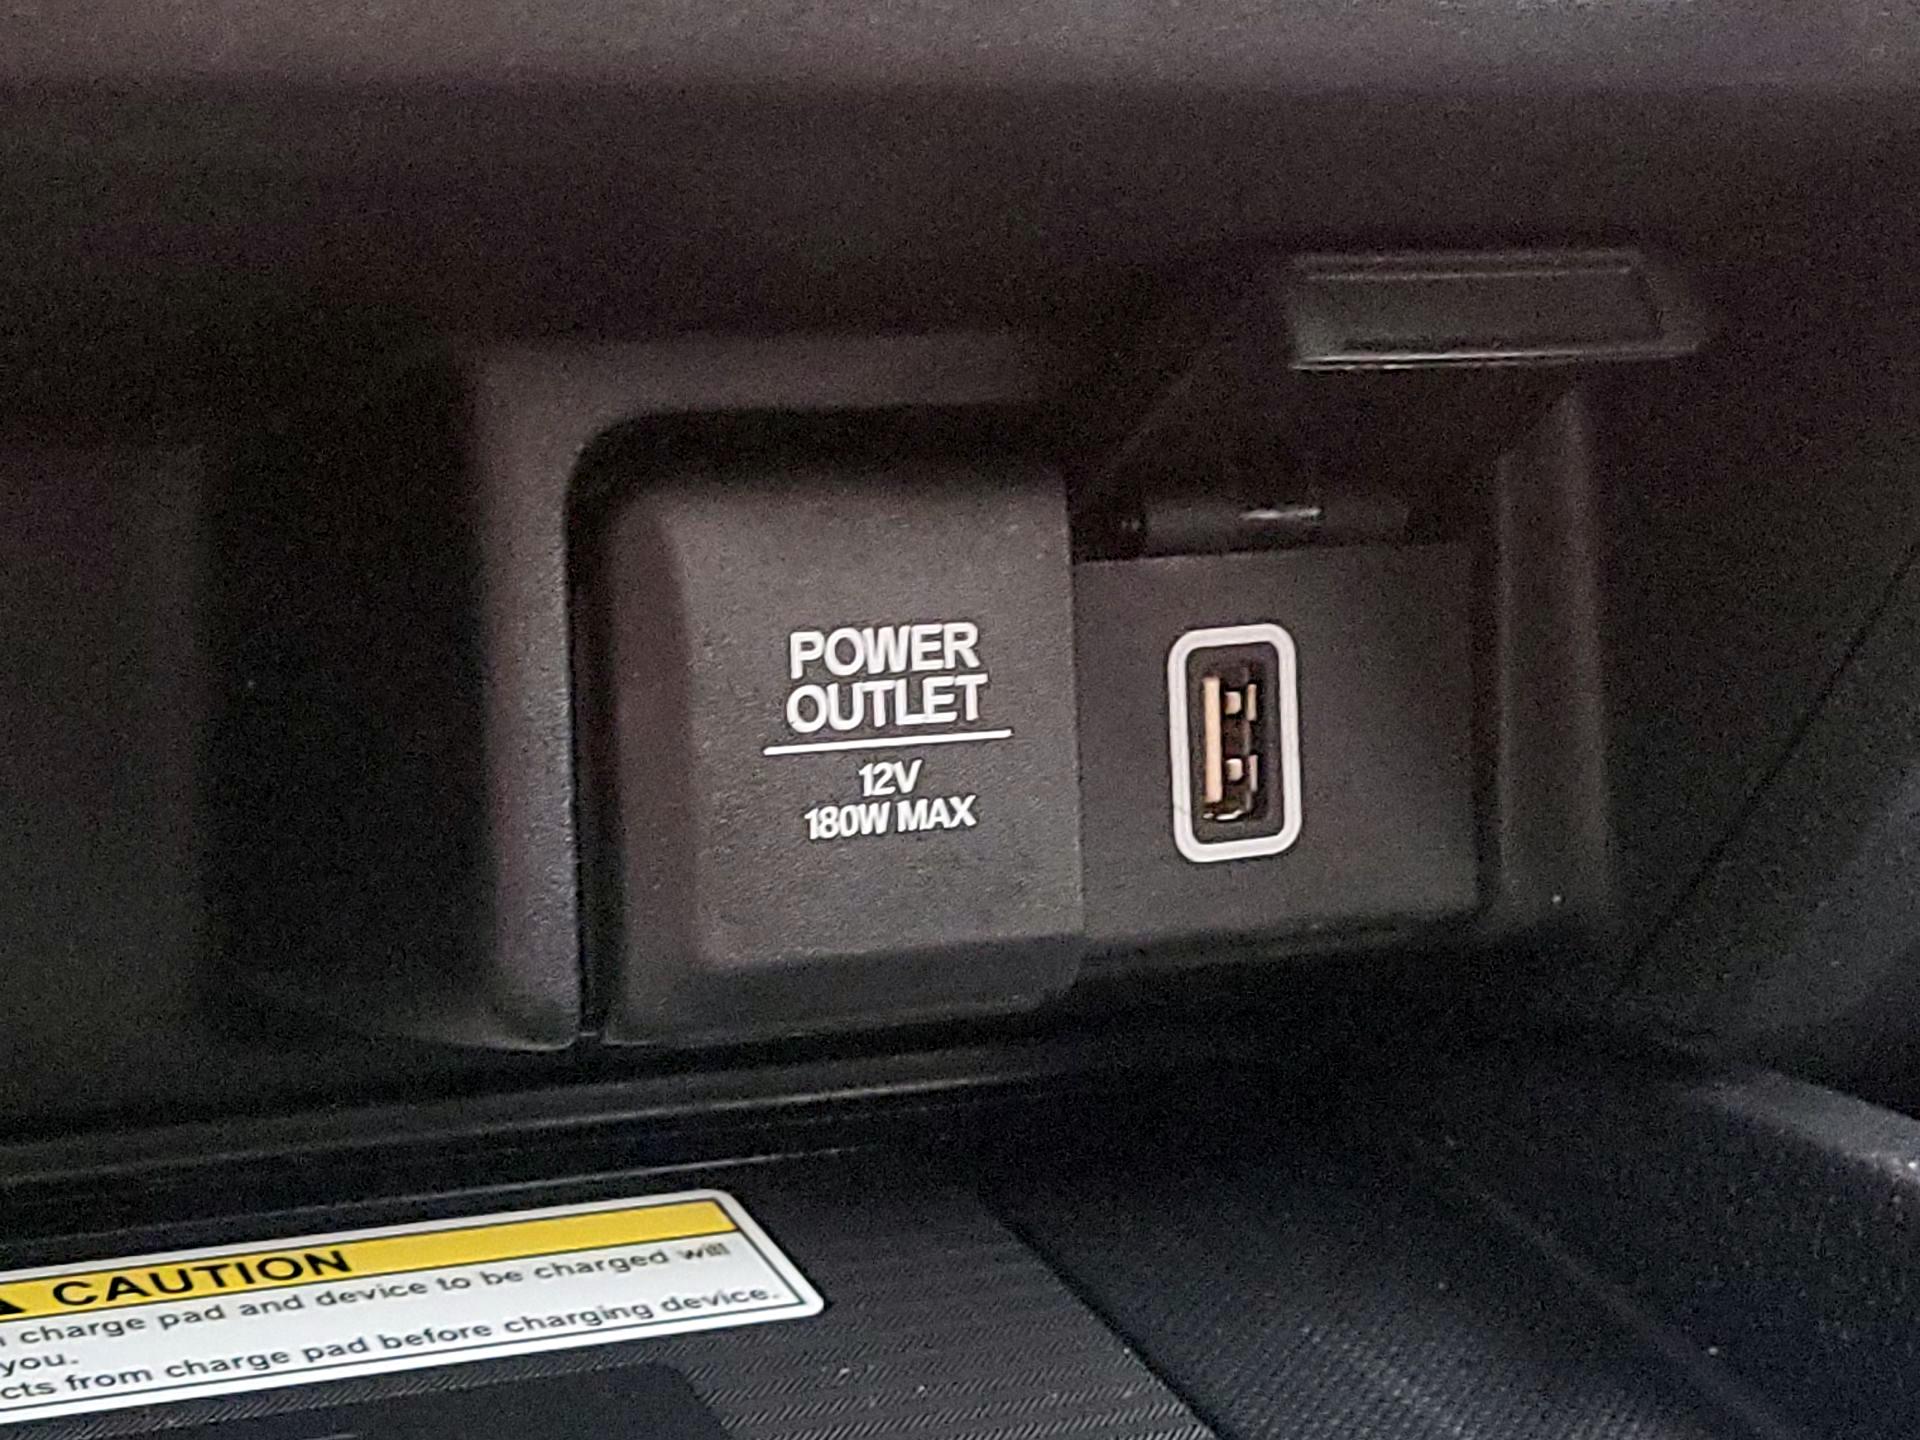 POWER
OUTLET
12V
180W MAX
CAUTION
charge pad and device to be charged will
you.
cts from charge pad before charging device.